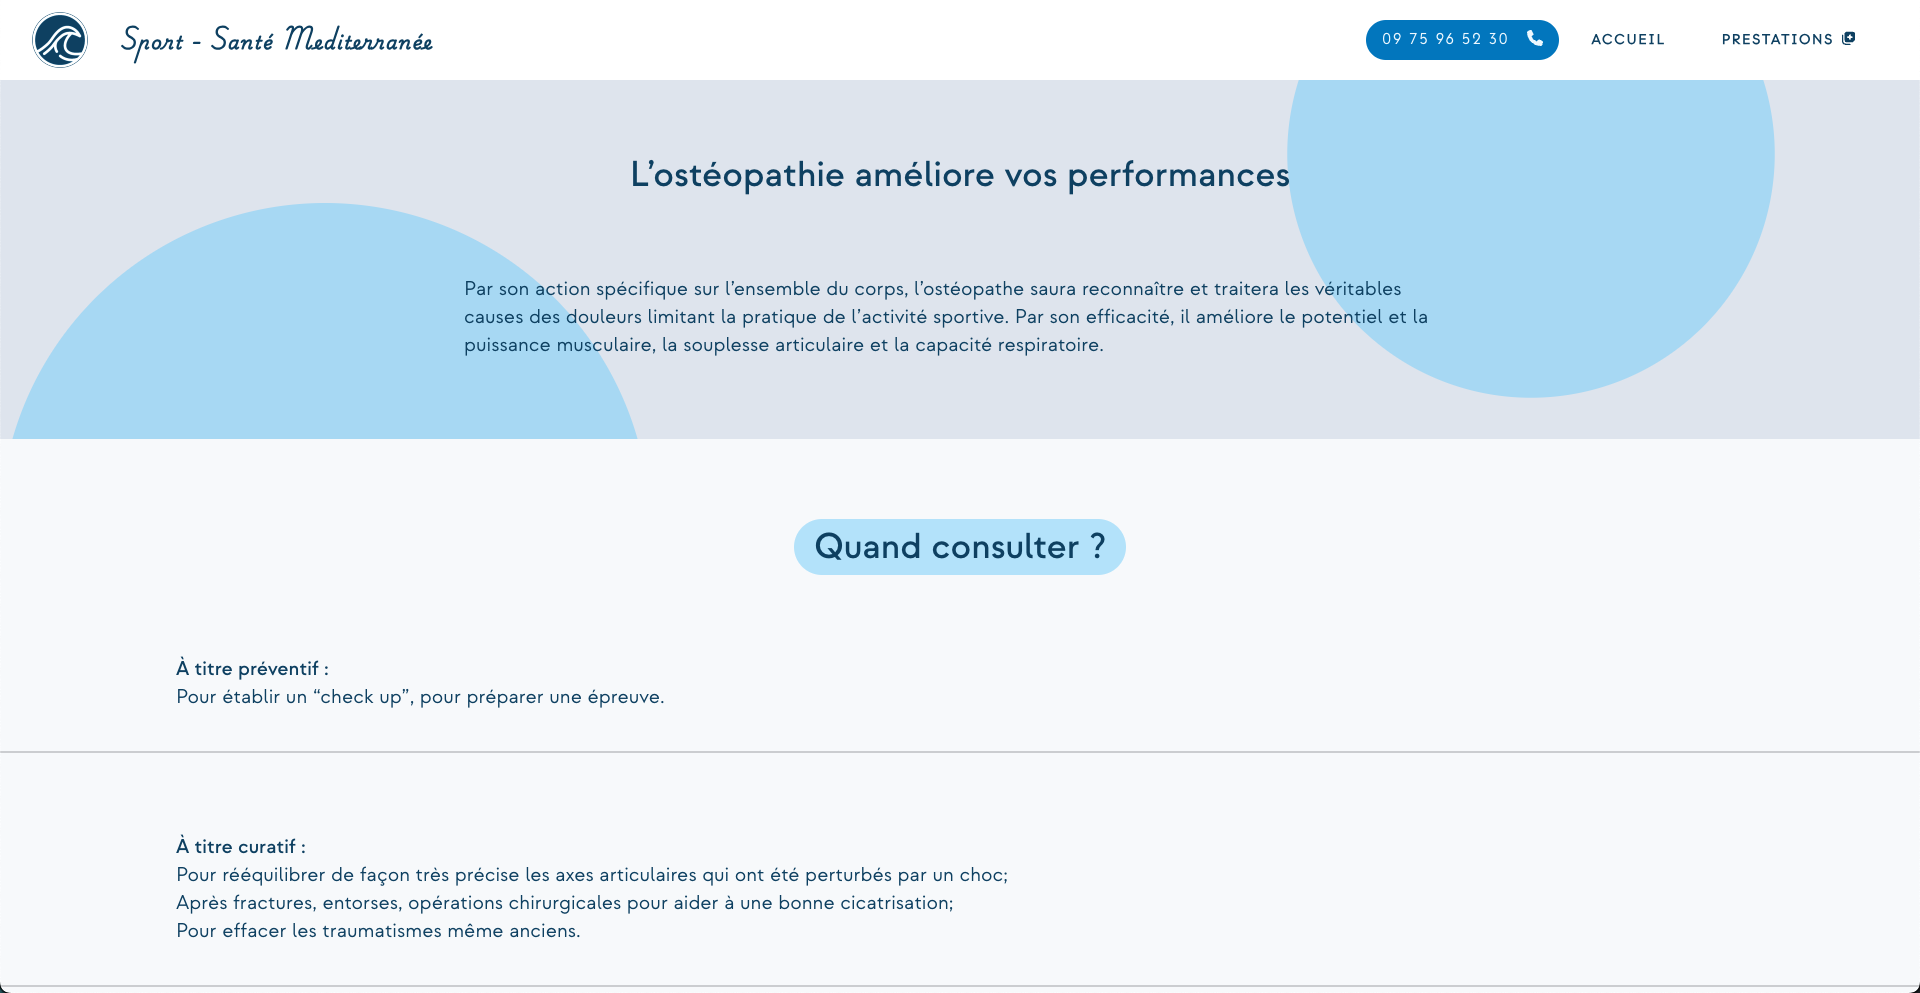 Sport - Santé Mediterranée
09 75 96 52 30
ACCUEIL
PRESTATIONS
L’ostéopathie améliore vos performances
Par son action spécifique sur l’ensemble du corps, l’ostéopathe saura reconnaître et traitera les véritables
causes des douleurs limitant la pratique de l’activité sportive. Par son efficacité, il améliore le potentiel et la
puissance musculaire, la souplesse articulaire et la capacité respiratoire.
Quand consulter ?
À titre préventif :
Pour établir un “check up”, pour préparer une épreuve.
À titre curatif :
Pour rééquilibrer de façon très précise les axes articulaires qui ont été perturbés par un choc;
Après fractures, entorses, opérations chirurgicales pour aider à une bonne cicatrisation;
Pour effacer les traumatismes même anciens.